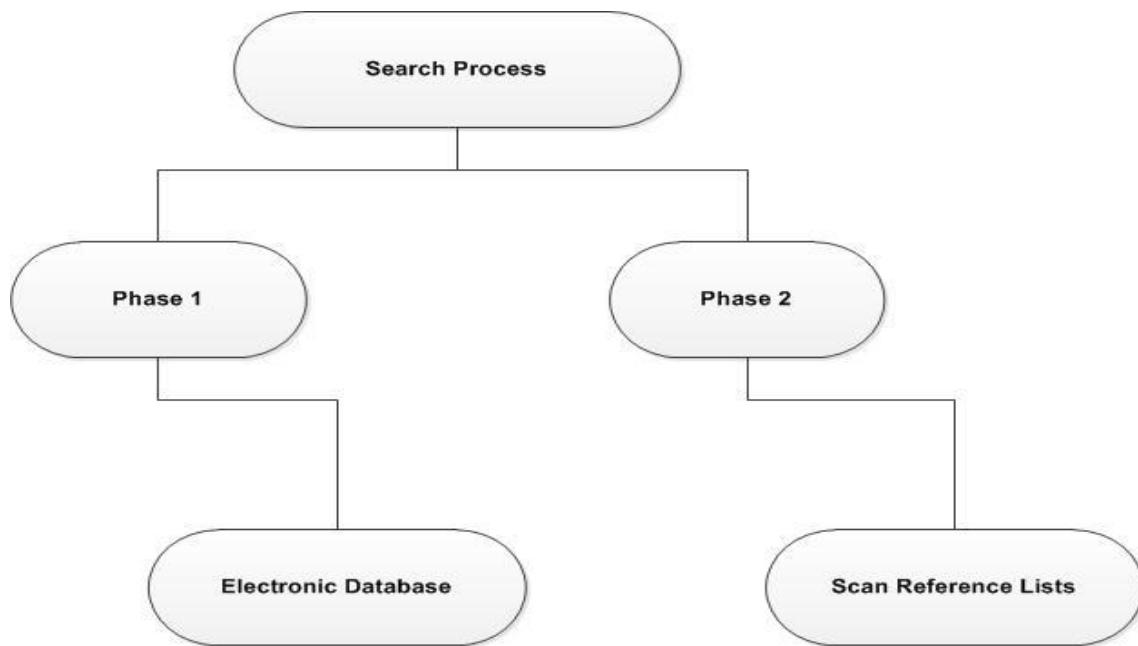 Search Process
Phase 1
Phase 2
Electronic Database
Scan Reference Lists